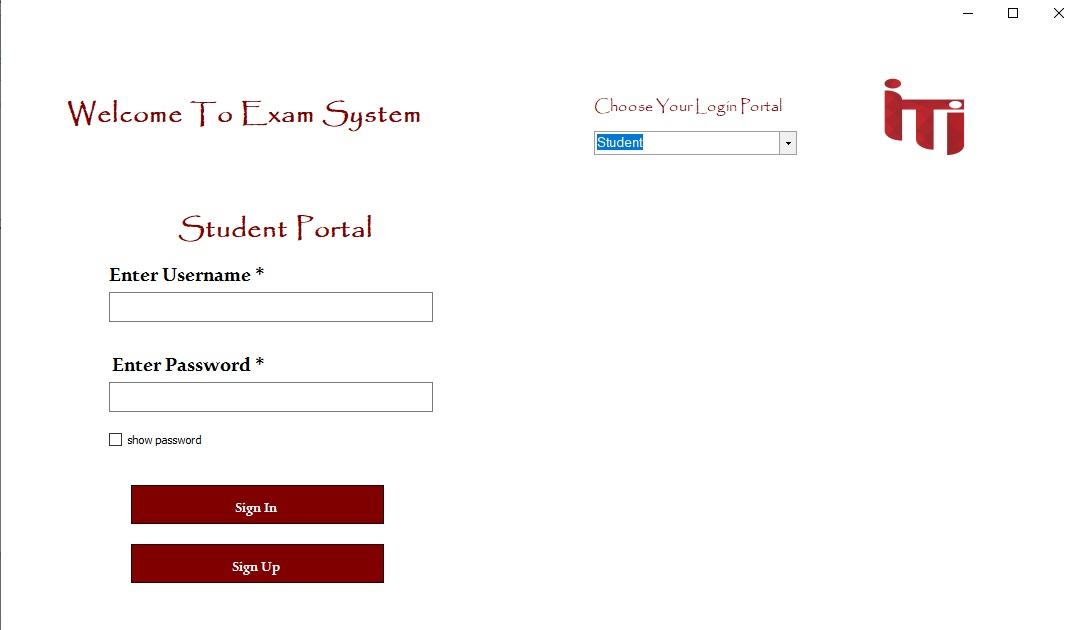 Welcome To Exam System
Choose Your Login Portal
Student
iTi
Student Portal
Enter Username *
Enter Password *
show password
Sign In
Sign Up